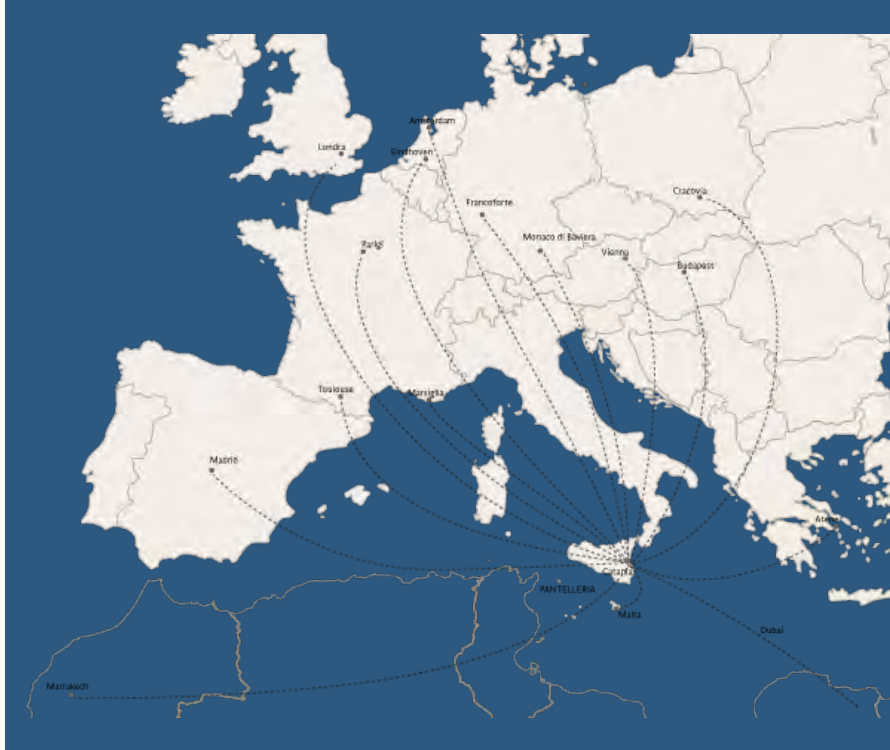 Amsterdam
Londra
Eindhoven
Cracovia
Francoforte
Monaco di Baviera
Parigi
Vienna
Budapest
Toulouse
Marsiglia
Madrid
Atene
Catania
PANTELLERIA
Malta
Dubai
Marrakech